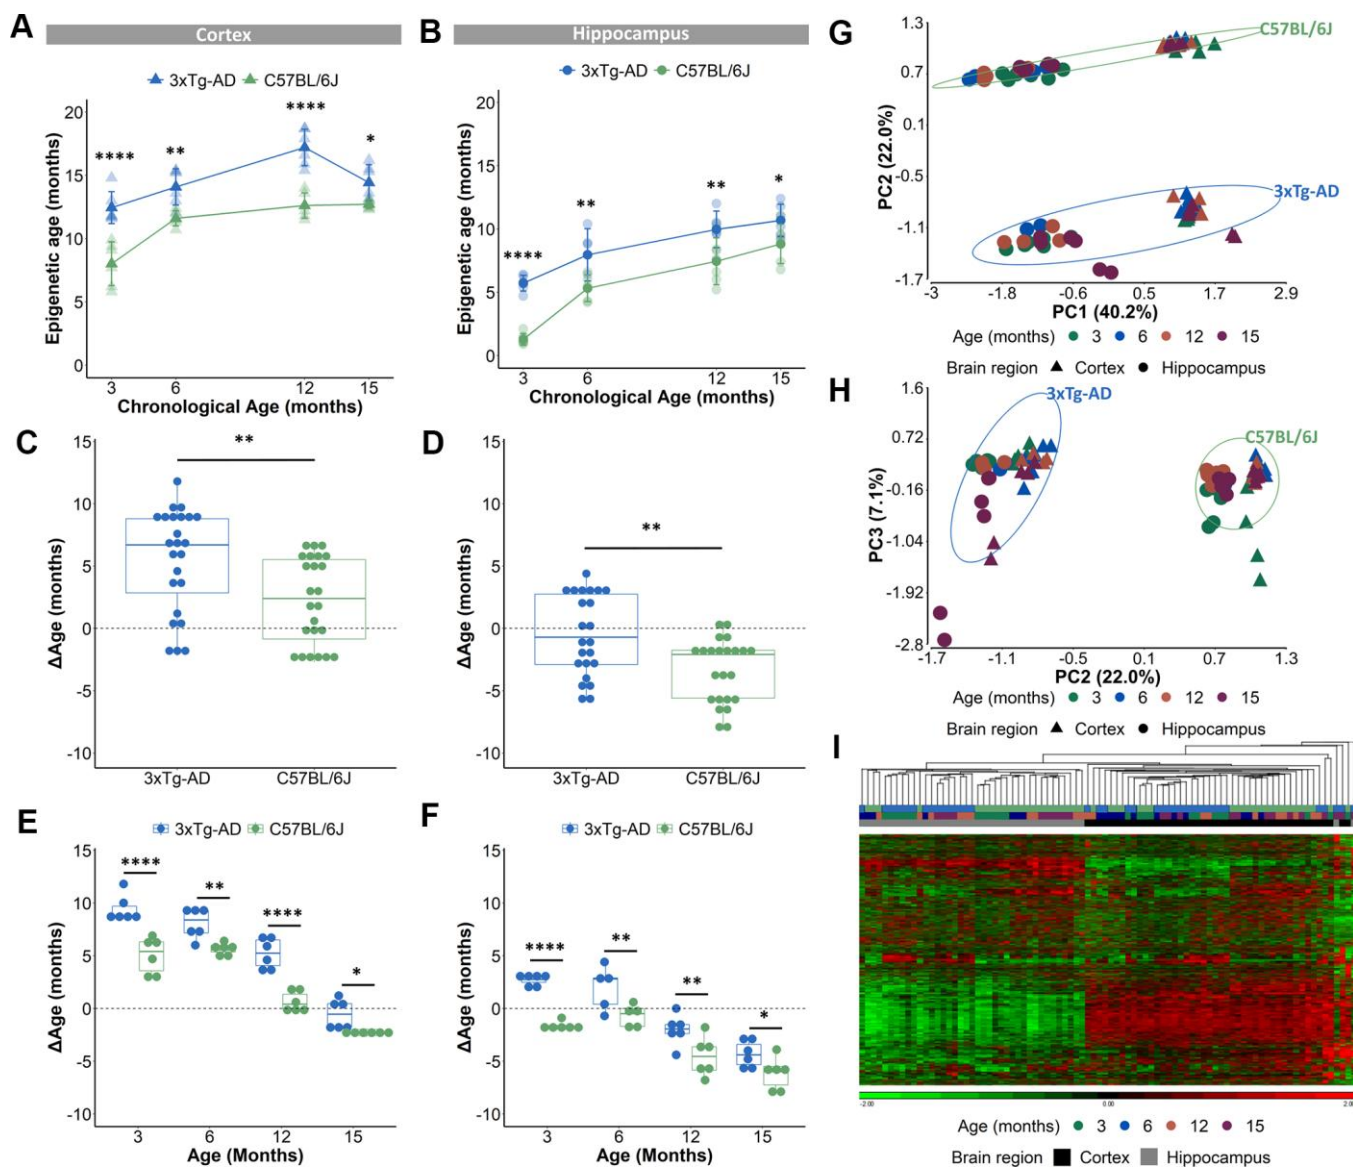 A
Cortex
3xTg-AD C57BL/6J
Epigenetic age (months)
20
15
10
5
0
**** ** **** *
3 6 12 15
Chronological Age (months)
B
Hippocampus
3xTg-AD C57BL/6J
Epigenetic age (months)
20
15
10
5
0
**** ** ** *
3 6 12 15
Chronological Age (months)
C
ΔAge (months)
15
10
5
0
-5
-10
**
3xTg-AD C57BL/6J
D
ΔAge (months)
15
10
5
0
-5
-10
**
3xTg-AD C57BL/6J
E
3xTg-AD C57BL/6J
ΔAge (months)
15
10
5
0
-5
-10
**** ** **** *
3 6 12 15
Age (Months)
F
3xTg-AD C57BL/6J
ΔAge (months)
15
10
5
0
-5
-10
**** ** ** *
3 6 12 15
Age (Months)
G
PC2 (22.0%)
1.3
0.7
0.1
-0.5
-1.1
-1.7
C57BL/6J
3xTg-AD
-3 -1.8 -0.6 0.5 1.7 2.9
PC1 (40.2%)
Age (months) 3 6 12 15
Brain region Cortex Hippocampus
H
PC3 (7.1%)
1.6
0.72
-0.16
-1.04
-1.92
-2.8
3xTg-AD
C57BL/6J
-1.7 -1.1 -0.5 0.1 0.7 1.3
PC2 (22.0%)
Age (months) 3 6 12 15
Brain region Cortex Hippocampus
I
-2.00 0.00 2.00
Age (months) 3 6 12 15
Brain region Cortex Hippocampus